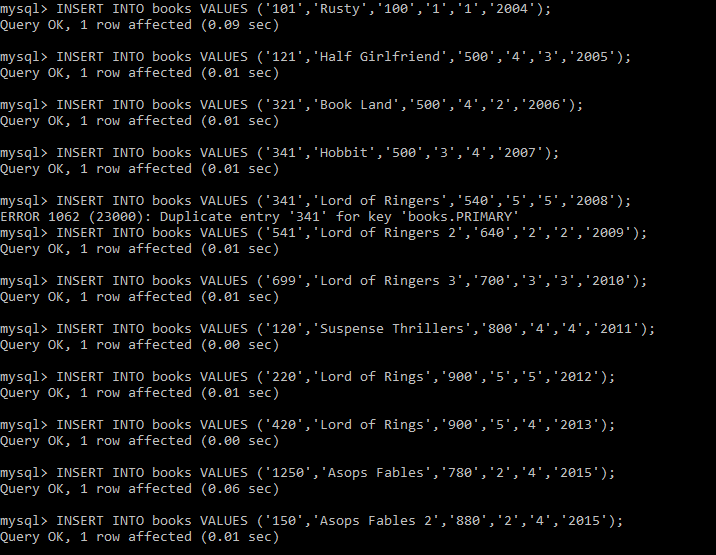 mysql> INSERT INTO books VALUES ('101','Rusty','100','1','1','2004');
Query OK, 1 row affected (0.09 sec)
mysql> INSERT INTO books VALUES ('121','Half Girlfriend','500','4','3','2005');
Query OK, 1 row affected (0.01 sec)
mysql> INSERT INTO books VALUES ('321','Book Land','500','4','2','2006');
Query OK, 1 row affected (0.01 sec)
mysql> INSERT INTO books VALUES ('341','Hobbit','500','3','4','2007');
Query OK, 1 row affected (0.01 sec)
mysql> INSERT INTO books VALUES ('341','Lord of Ringers','540','5','5','2008');
ERROR 1062 (23000): Duplicate entry '341' for key 'books.PRIMARY'
mysql> INSERT INTO books VALUES ('541','Lord of Ringers 2','640','2','2','2009');
Query OK, 1 row affected (0.01 sec)
mysql> INSERT INTO books VALUES ('699','Lord of Ringers 3','700','3','3','2010');
Query OK, 1 row affected (0.01 sec)
mysql> INSERT INTO books VALUES ('120','Suspense Thrillers','800','4','4','2011');
Query OK, 1 row affected (0.00 sec)
mysql> INSERT INTO books VALUES ('220','Lord of Rings','900','5','5','2012');
Query OK, 1 row affected (0.01 sec)
mysql> INSERT INTO books VALUES ('420','Lord of Rings','900','5','4','2013');
Query OK, 1 row affected (0.00 sec)
mysql> INSERT INTO books VALUES ('1250','Asops Fables','780','2','4','2015');
Query OK, 1 row affected (0.06 sec)
mysql> INSERT INTO books VALUES ('150','Asops Fables 2','880','2','4','2015');
Query OK, 1 row affected (0.01 sec)